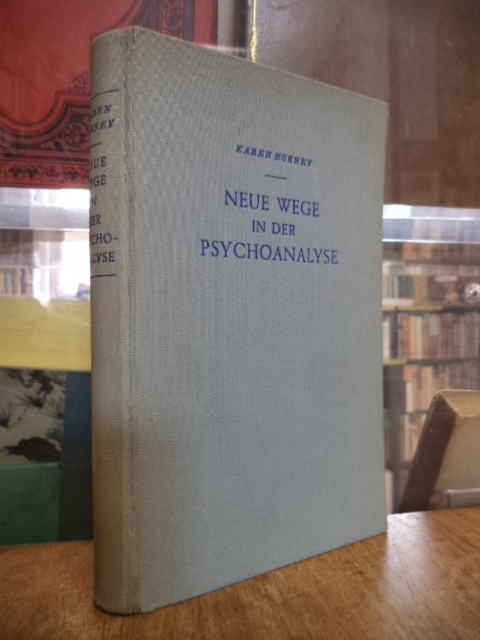 KAREN HORNEY
NEUE WEGE
IN DER
PSYCHOANALYSE